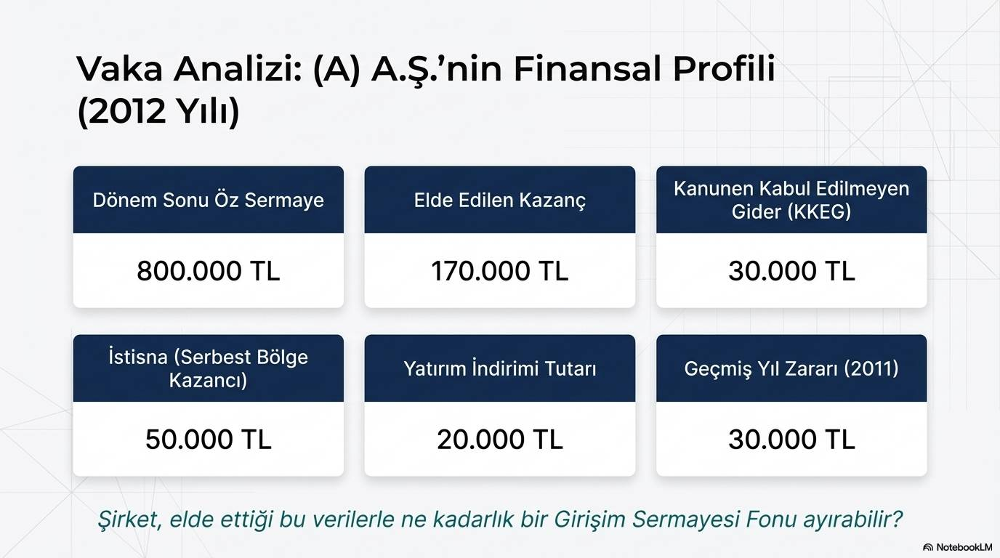 Vaka Analizi: (A) A.Ş.’nin Finansal Profili
(2012 Yılı)
Dönem Sonu Öz Sermaye
800.000 TL
Elde Edilen Kazanç
170.000 TL
Kanunen Kabul Edilmeyen
Gider (KKEG)
30.000 TL
İstisna (Serbest Bölge
Kazancı)
50.000 TL
Yatırım İndirimi Tutarı
20.000 TL
Geçmiş Yıl Zararı (2011)
30.000 TL
Şirket, elde ettiği bu verilerle ne kadarlık bir Girişim Sermayesi Fonu ayırabilir?
NotebookLM